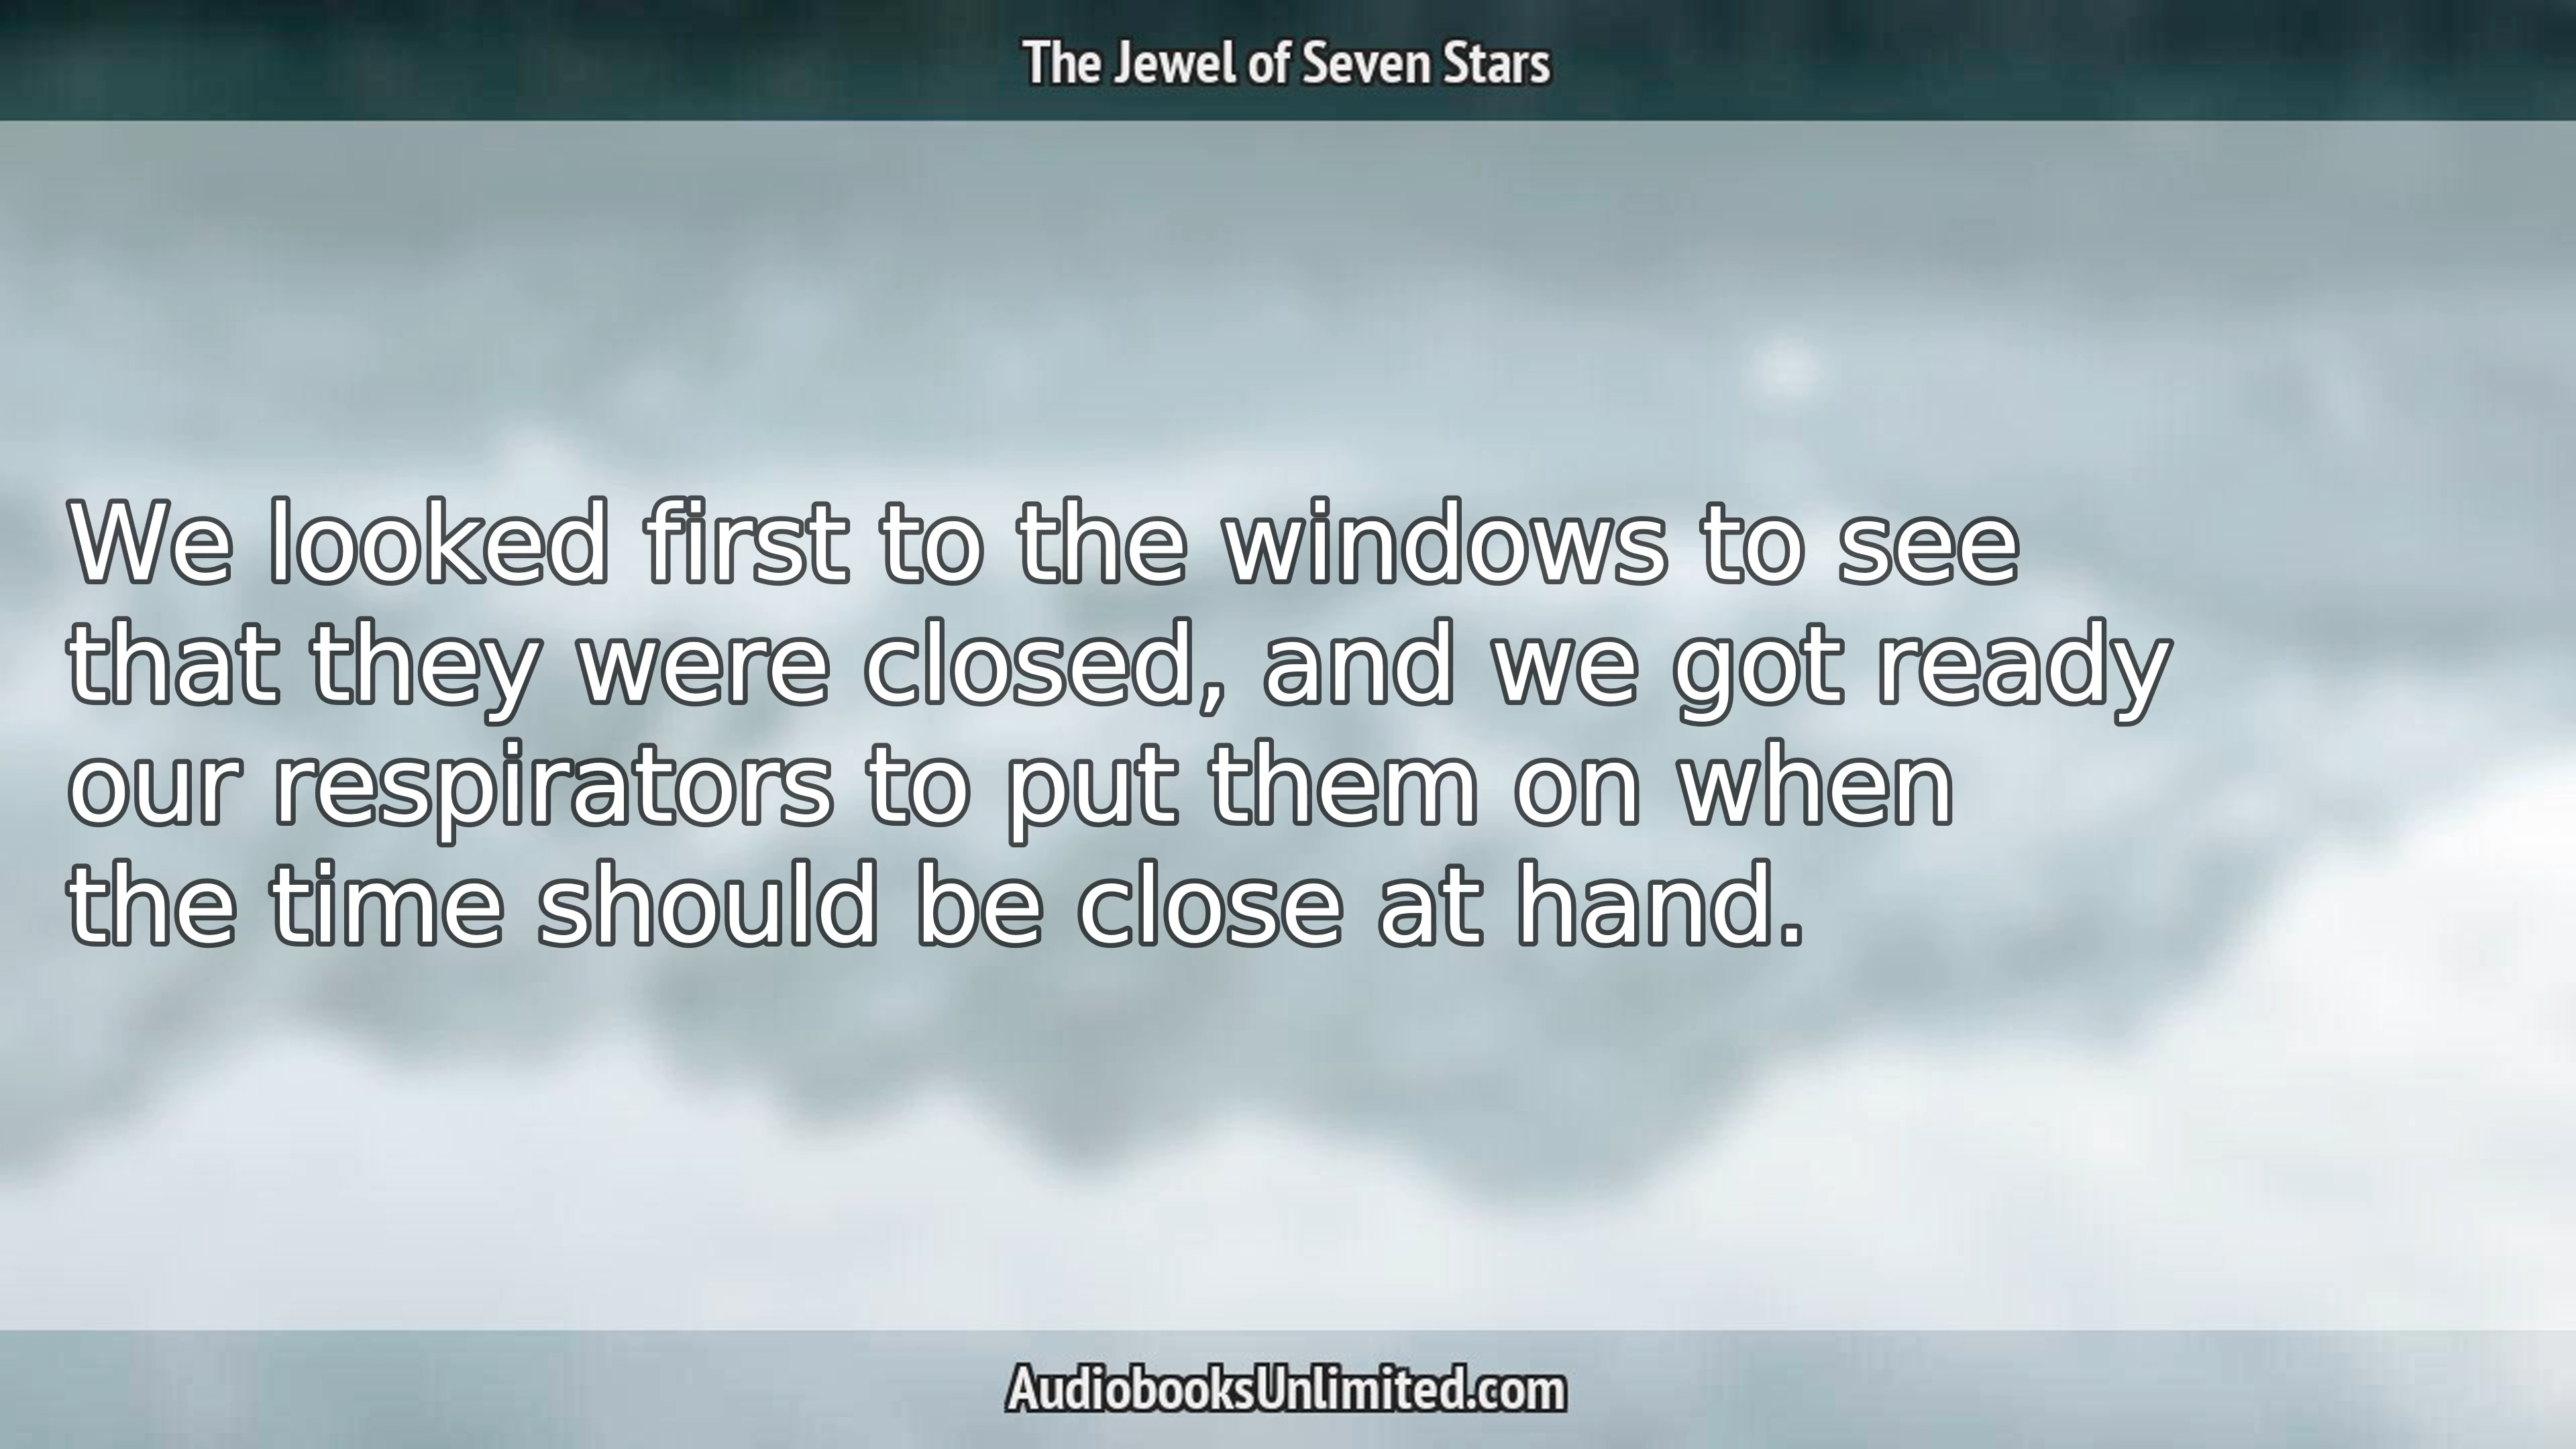 The Jewel of Seven Stars
We looked first to the windows to see
that they were closed, and we got ready
our respirators to put them on when
the time should be close at hand.
AudiobooksUnlimited.com